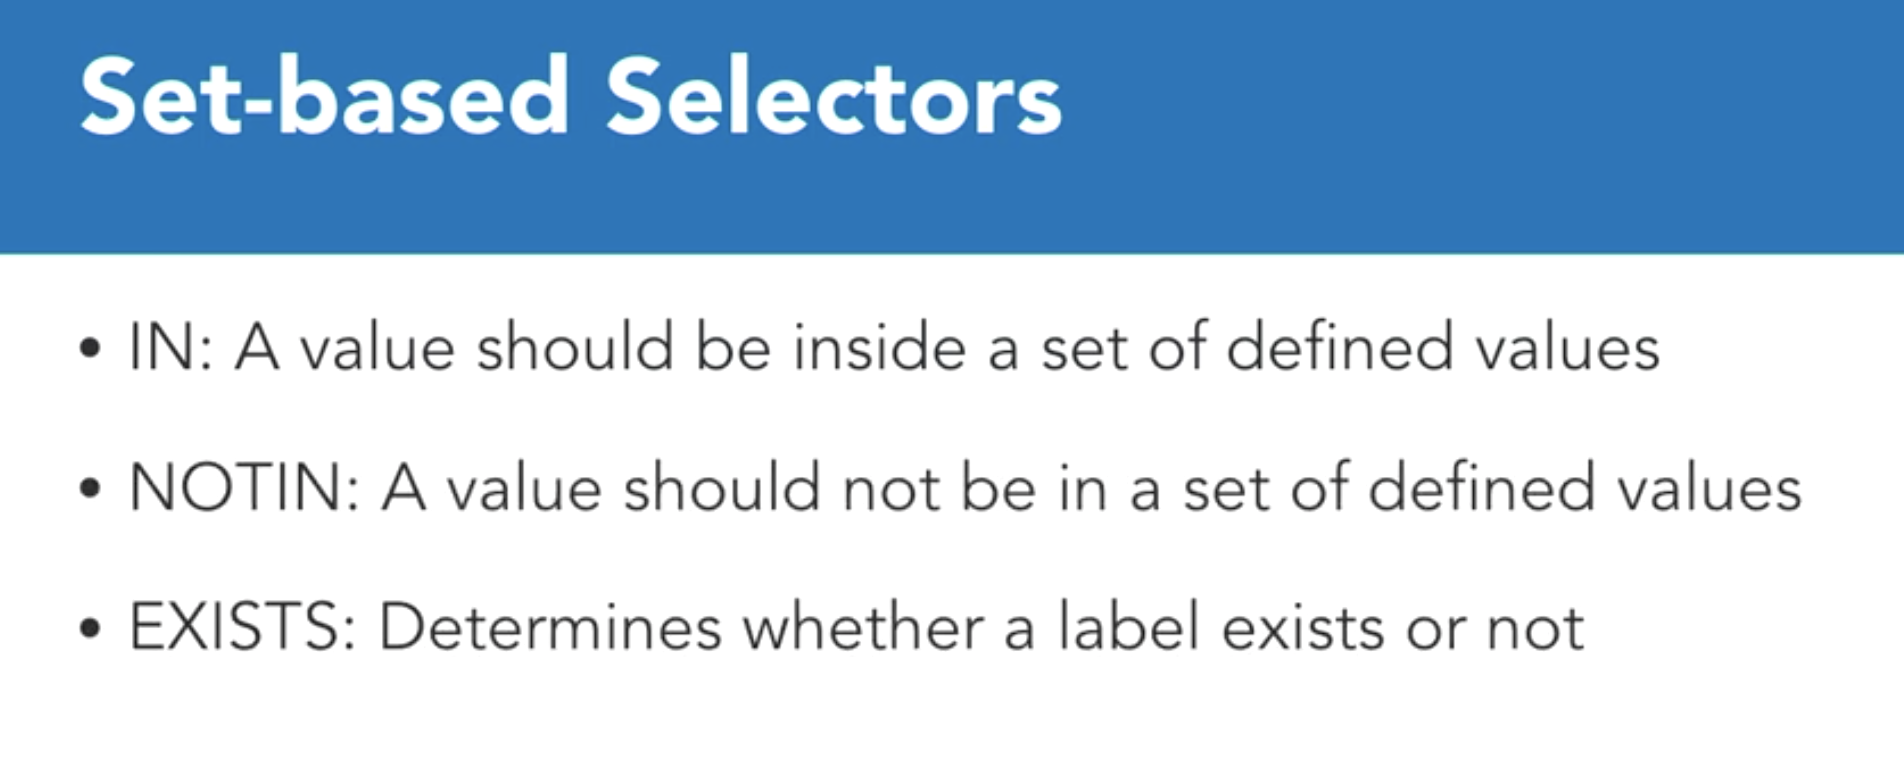 Set-based Selectors
• IN: A value should be inside a set of defined values
• NOTIN: A value should not be in a set of defined values
• EXISTS: Determines whether a label exists or not